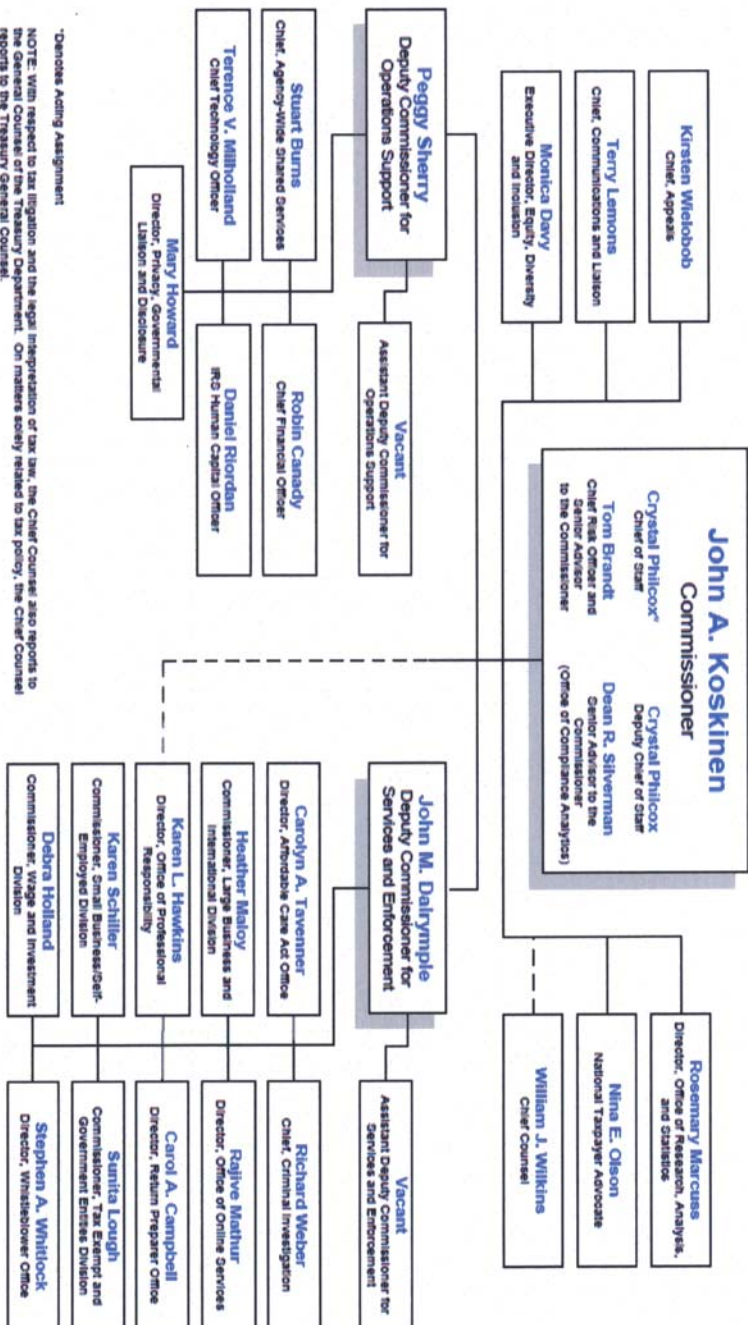 John A. Koskinen
Commissioner
Crystal Philcox*
Chief of Staff
Crystal Philcox
Deputy Chief of Staff
Tom Brandt
Chief Risk Officer and
Senior Advisor
to the Commissioner
Dean R. Silverman
Senior Advisor to the
Commissioner
(Office of Compliance Analytics)
Kirsten Wielobob
Chief, Appeals
Terry Lemons
Chief, Communications and Liaison
Monica Davy
Executive Director, Equity, Diversity
and Inclusion
Rosemary Marcuss
Director, Office of Research, Analysis,
and Statistics
Nina E. Olson
National Taxpayer Advocate
William J. Wilkins
Chief Counsel
Peggy Sherry
Deputy Commissioner for
Operations Support
Vacant
Assistant Deputy Commissioner for
Operations Support
Stuart Burns
Chief, Agency-Wide Shared Services
Robin Canady
Chief Financial Officer
Terence V. Milholland
Chief Technology Officer
Daniel Riordan
IRS Human Capital Officer
Mary Howard
Director, Privacy, Governmental
Liaison and Disclosure
John M. Dalrymple
Deputy Commissioner for
Services and Enforcement
Vacant
Assistant Deputy Commissioner for
Services and Enforcement
Carolyn A. Tavenner
Director, Affordable Care Act Office
Richard Weber
Chief, Criminal Investigation
Heather Maloy
Commissioner, Large Business and
International Division
Rajive Mathur
Director, Office of Online Services
Karen L. Hawkins
Director, Office of Professional
Responsibility
Carol A. Campbell
Director, Return Preparer Office
Karen Schiller
Commissioner, Small Business/Self-
Employed Division
Sunita Lough
Commissioner, Tax Exempt and
Government Entities Division
Debra Holland
Commissioner, Wage and Investment
Division
Stephen A. Whitlock
Director, Whistleblower Office
*Denotes Acting Assignment
NOTE: With respect to tax litigation and the legal interpretation of tax law, the Chief Counsel also reports to
the General Counsel of the Treasury Department. On matters solely related to tax policy, the Chief Counsel
reports to the Treasury General Counsel.